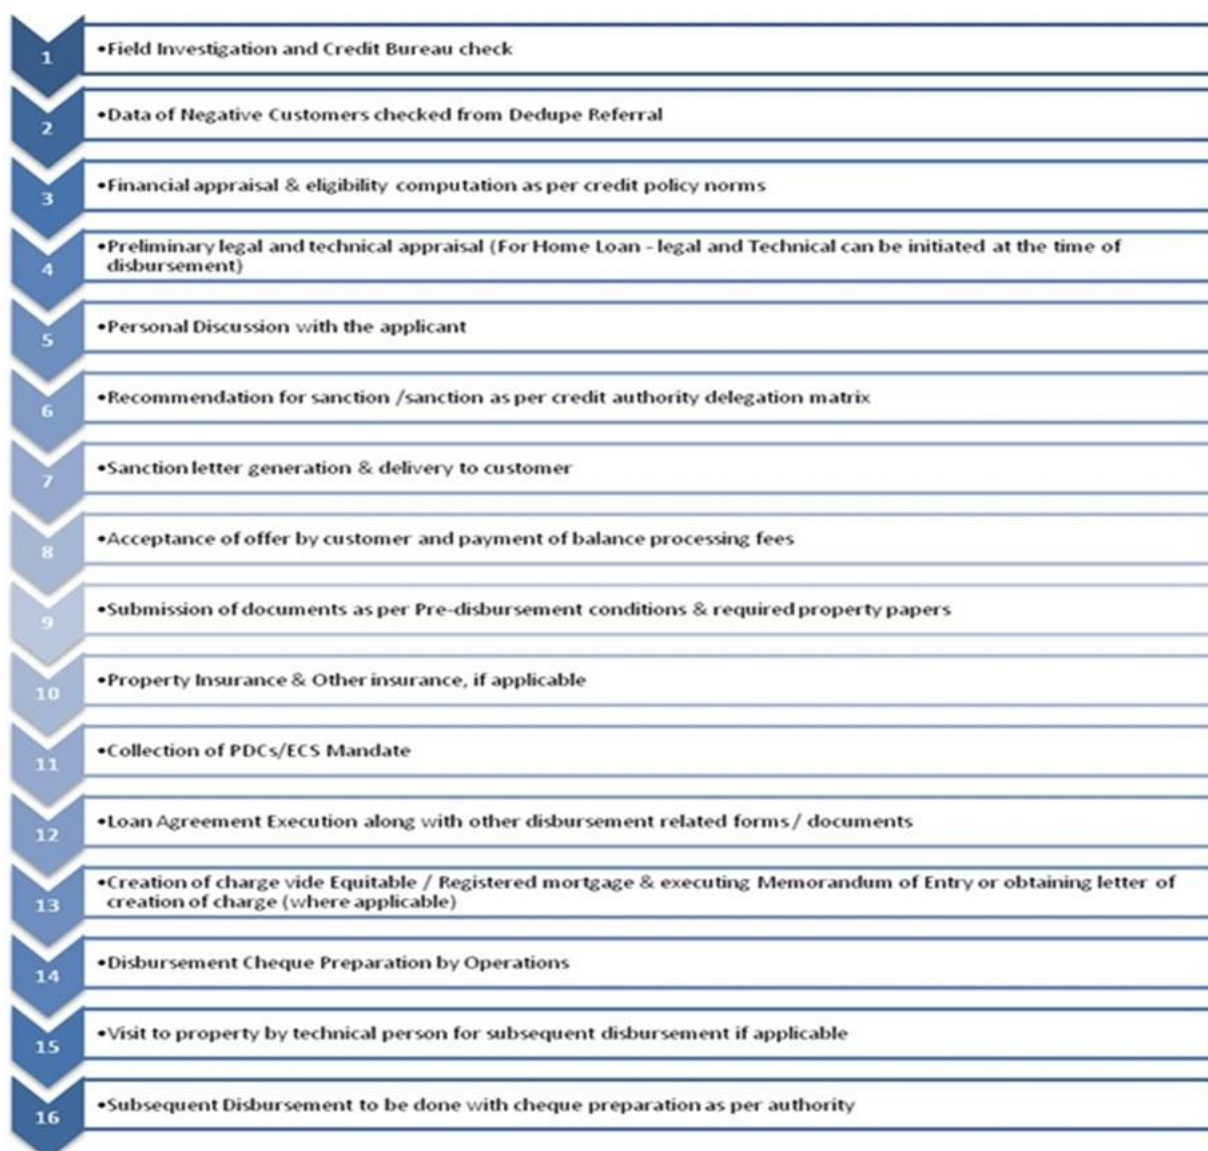 1
•Field Investigation and Credit Bureau check
2
•Data of Negative Customers checked from Dedupe Referral
3
•Financial appraisal & eligibility computation as per credit policy norms
4
•Preliminary legal and technical appraisal (For Home Loan - legal and Technical can be initiated at the time of
disbursement)
5
•Personal Discussion with the applicant
6
•Recommendation for sanction /sanction as per credit authority delegation matrix
7
•Sanction letter generation & delivery to customer
8
•Acceptance of offer by customer and payment of balance processing fees
9
•Submission of documents as per Pre-disbursement conditions & required property papers
10
•Property Insurance & Other insurance, if applicable
11
•Collection of PDCs/ECS Mandate
12
•Loan Agreement Execution along with other disbursement related forms / documents
13
•Creation of charge vide Equitable / Registered mortgage & executing Memorandum of Entry or obtaining letter of
creation of charge (where applicable)
14
•Disbursement Cheque Preparation by Operations
15
•Visit to property by technical person for subsequent disbursement if applicable
16
•Subsequent Disbursement to be done with cheque preparation as per authority